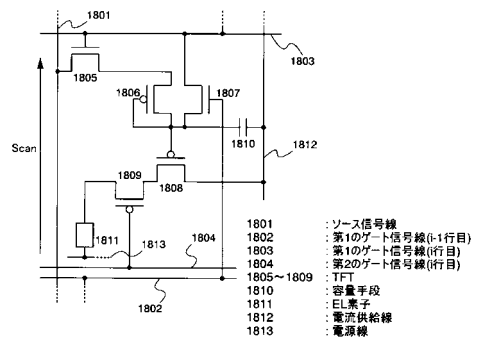 1801
1803
1805
1806
1807
1810
Scan
1812
1809
1808
1811
1813
1804
1802
1801 : ソース信号線
1802 : 第1のゲート信号線(i-1行目)
1803 : 第1のゲート信号線(i行目)
1804 : 第2のゲート信号線(i行目)
1805～1809 : TFT
1810 : 容量手段
1811 : EL素子
1812 : 電流供給線
1813 : 電源線